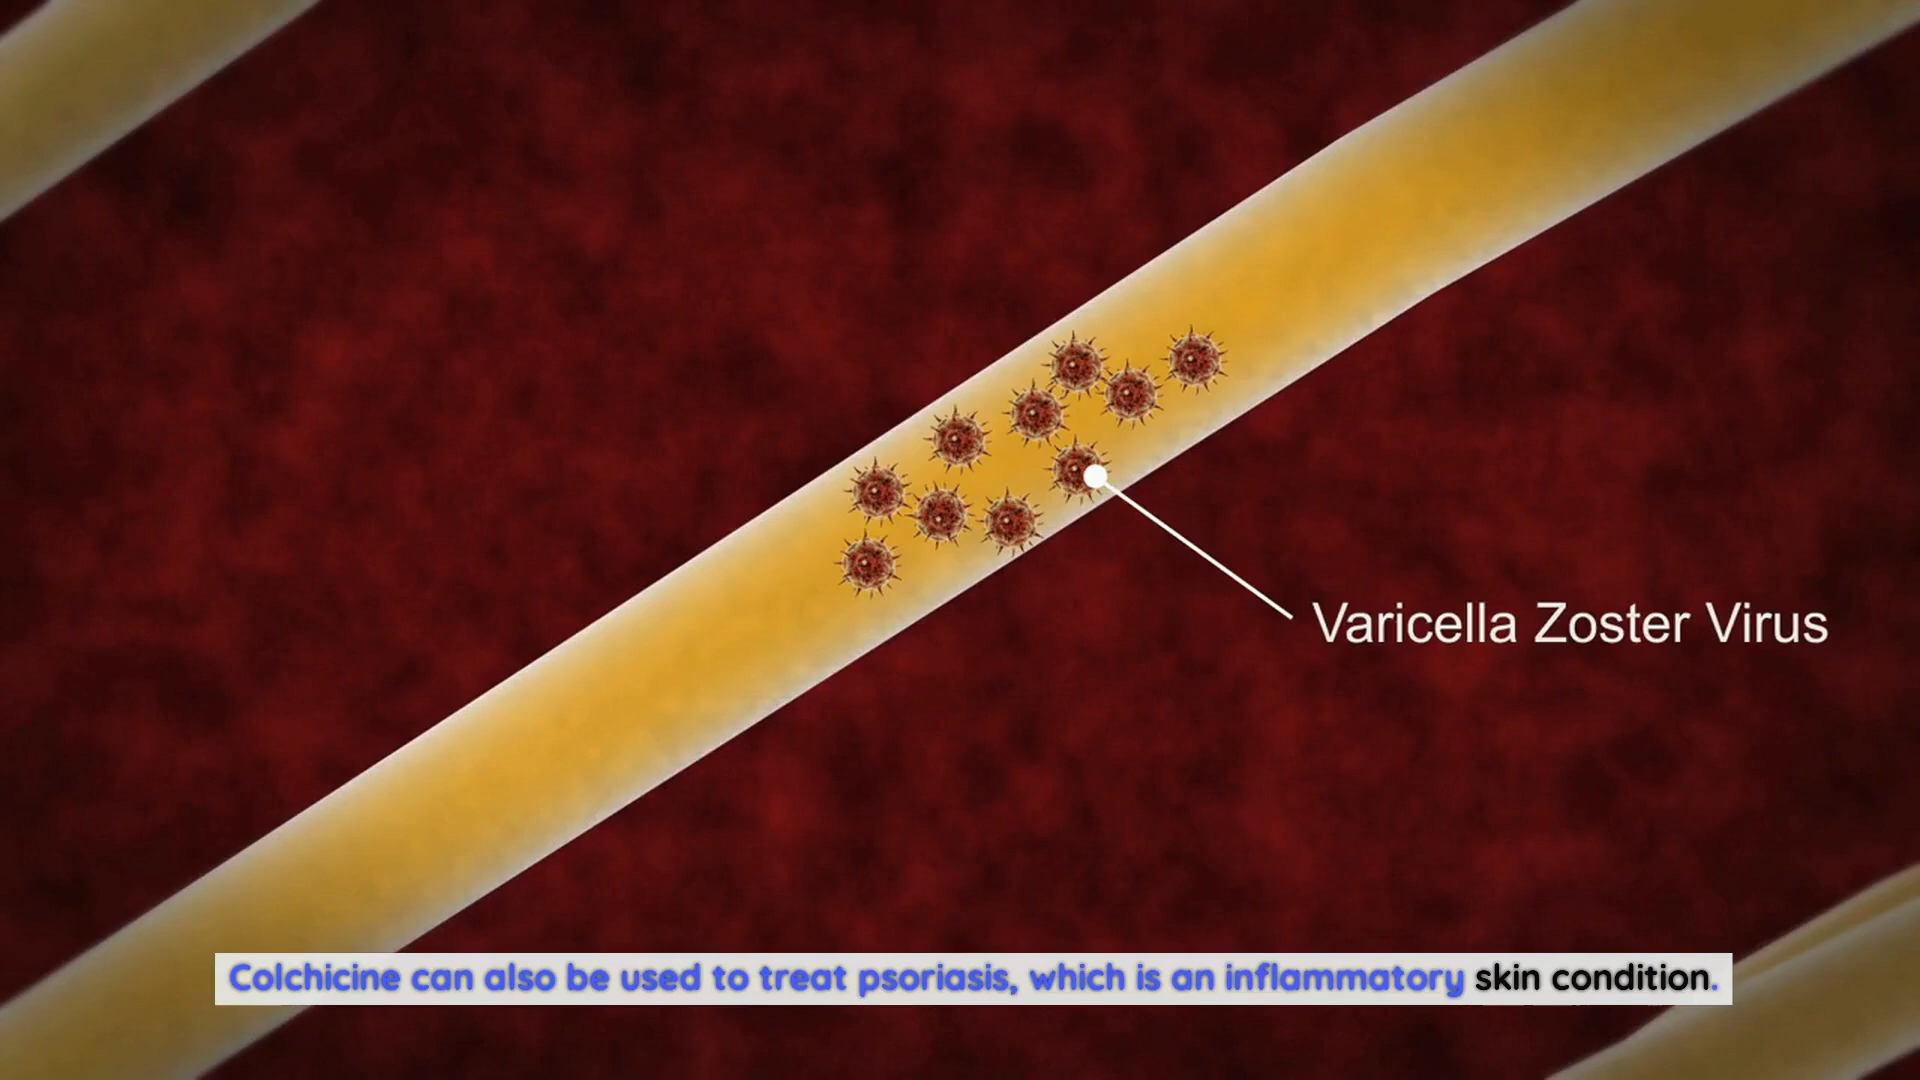 Varicella Zoster Virus
Colchicine can also be used to treat psoriasis, which is an inflammatory skin condition.